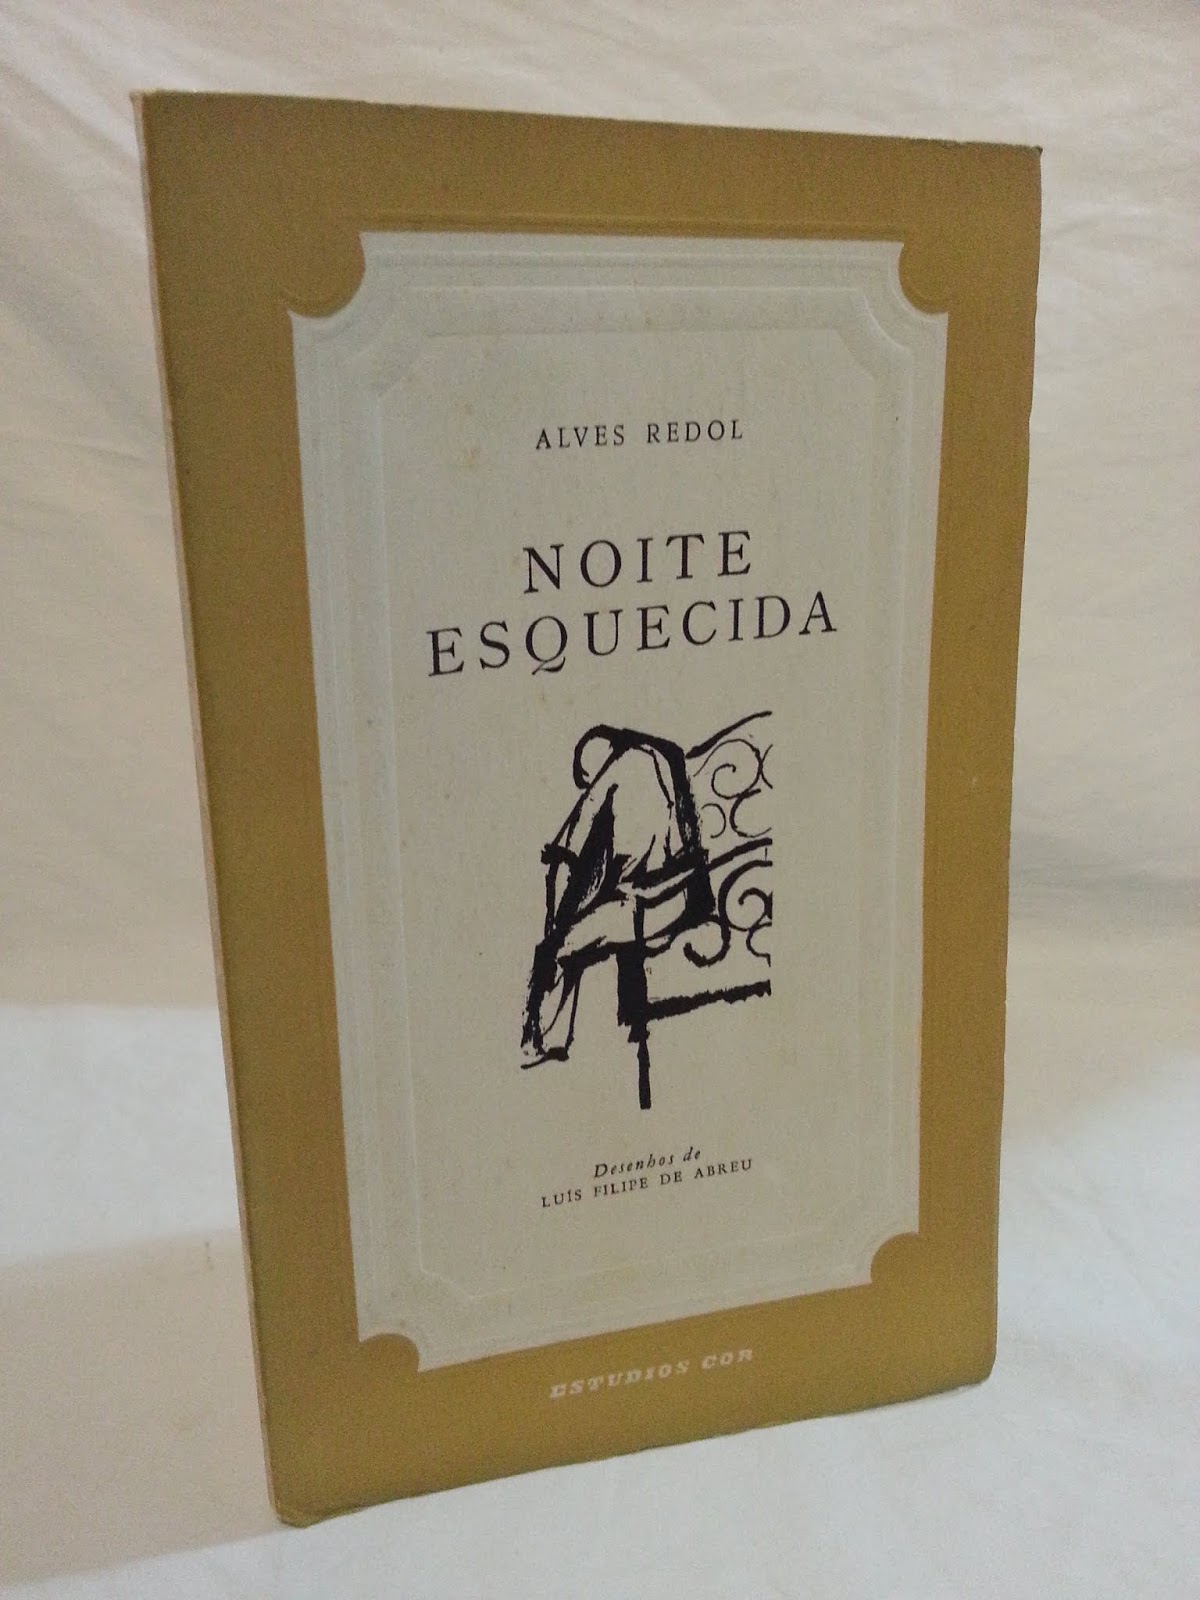 ALVES REDOL
NOITE
ESQUECIDA
Desenhos de
LUÍS FILIPE DE ABREU
ESTUDIOS COR